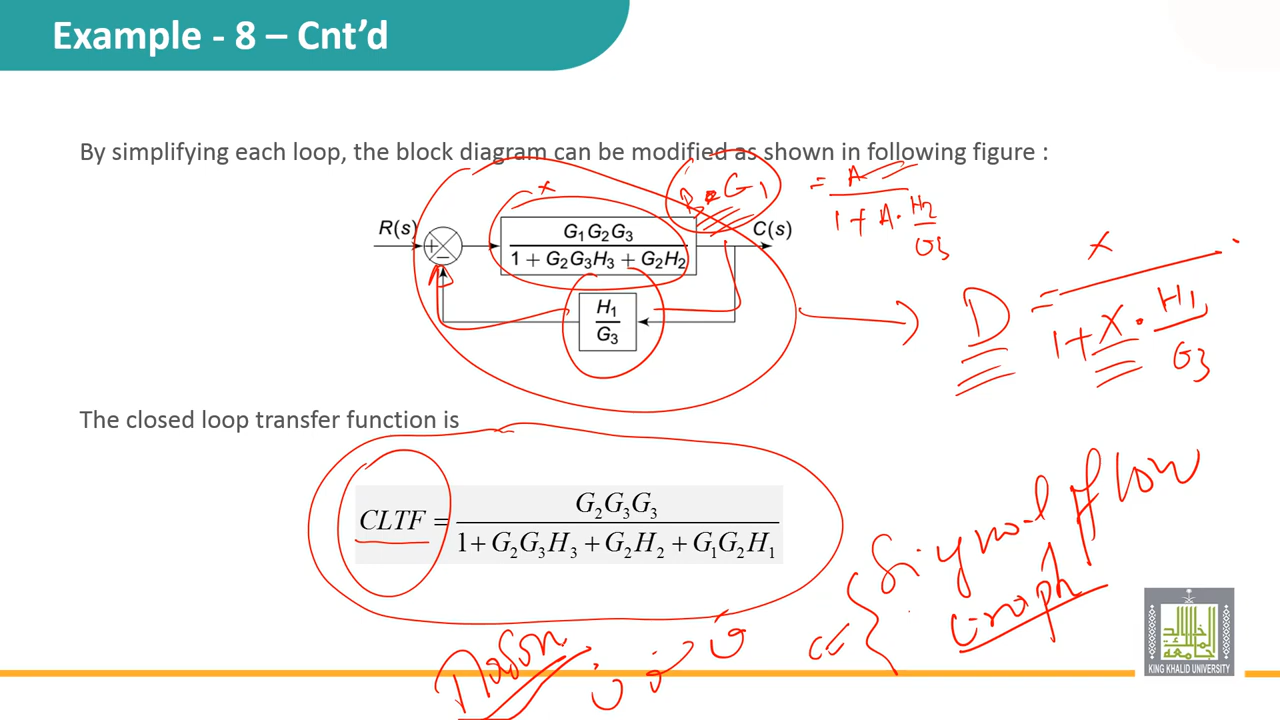 Example - 8 – Cnt’d
By simplifying each loop, the block diagram can be modified as shown in following figure :
x
G1 = A / 1 + A · H2/G3
R(s) + − G1G2G3 / 1 + G2G3H3 + G2H2 C(s)
H1 / G3
D = x / 1 + x · H1/G3
The closed loop transfer function is
CLTF = G2G3G3 / 1 + G2G3H3 + G2H2 + G1G2H1
Signal flow
Graph
Mason
KING KHALID UNIVERSITY